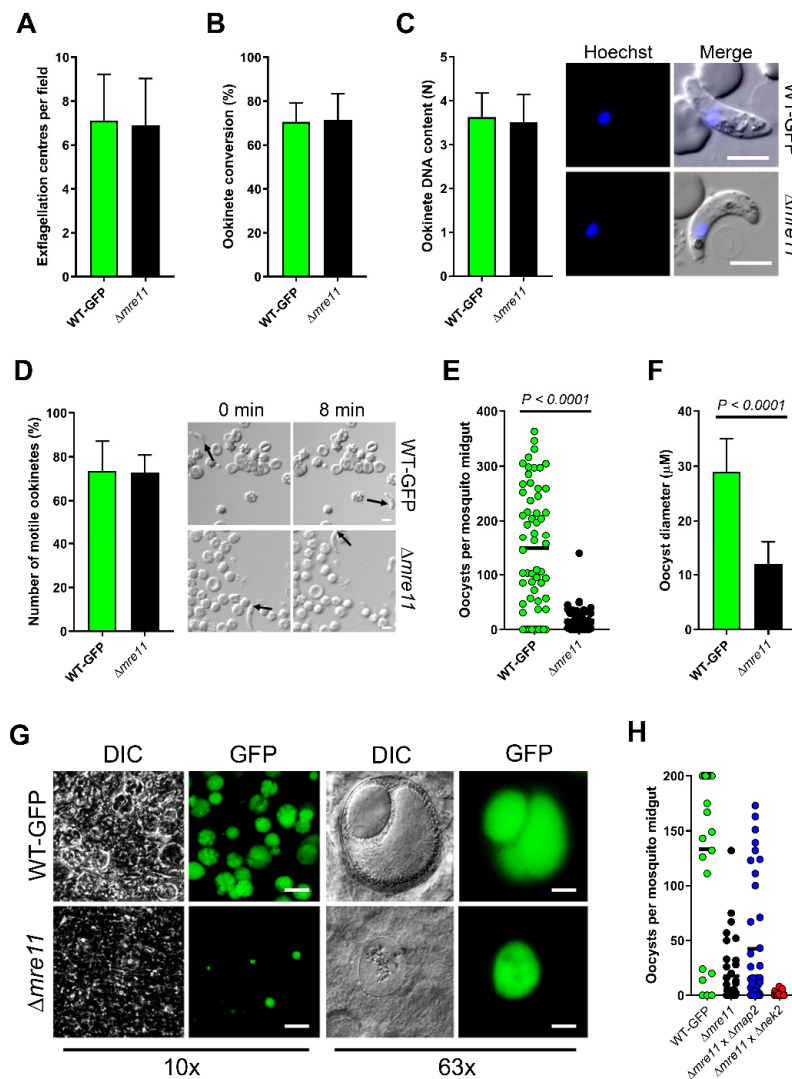 A
Exflagellation centres per field
10
8
6
4
2
0
WT-GFP
Δmre11
B
Ookinete conversion (%)
100
80
60
40
20
0
WT-GFP
Δmre11
C
Ookinete DNA content (N)
5
4
3
2
1
0
WT-GFP
Δmre11
Hoechst
Merge
WT-GFP
Δmre11
D
Number of motile ookinetes (%)
100
80
60
40
20
0
WT-GFP
Δmre11
0 min
8 min
WT-GFP
Δmre11
E
P < 0.0001
Oocysts per mosquito midgut
400
300
200
100
0
WT-GFP
Δmre11
F
P < 0.0001
Oocyst diameter (μM)
40
30
20
10
0
WT-GFP
Δmre11
G
DIC
GFP
DIC
GFP
WT-GFP
Δmre11
10x
63x
H
Oocysts per mosquito midgut
200
150
100
50
0
WT-GFP
Δmre11
Δmre11 x Δmap2
Δmre11 x Δnek2